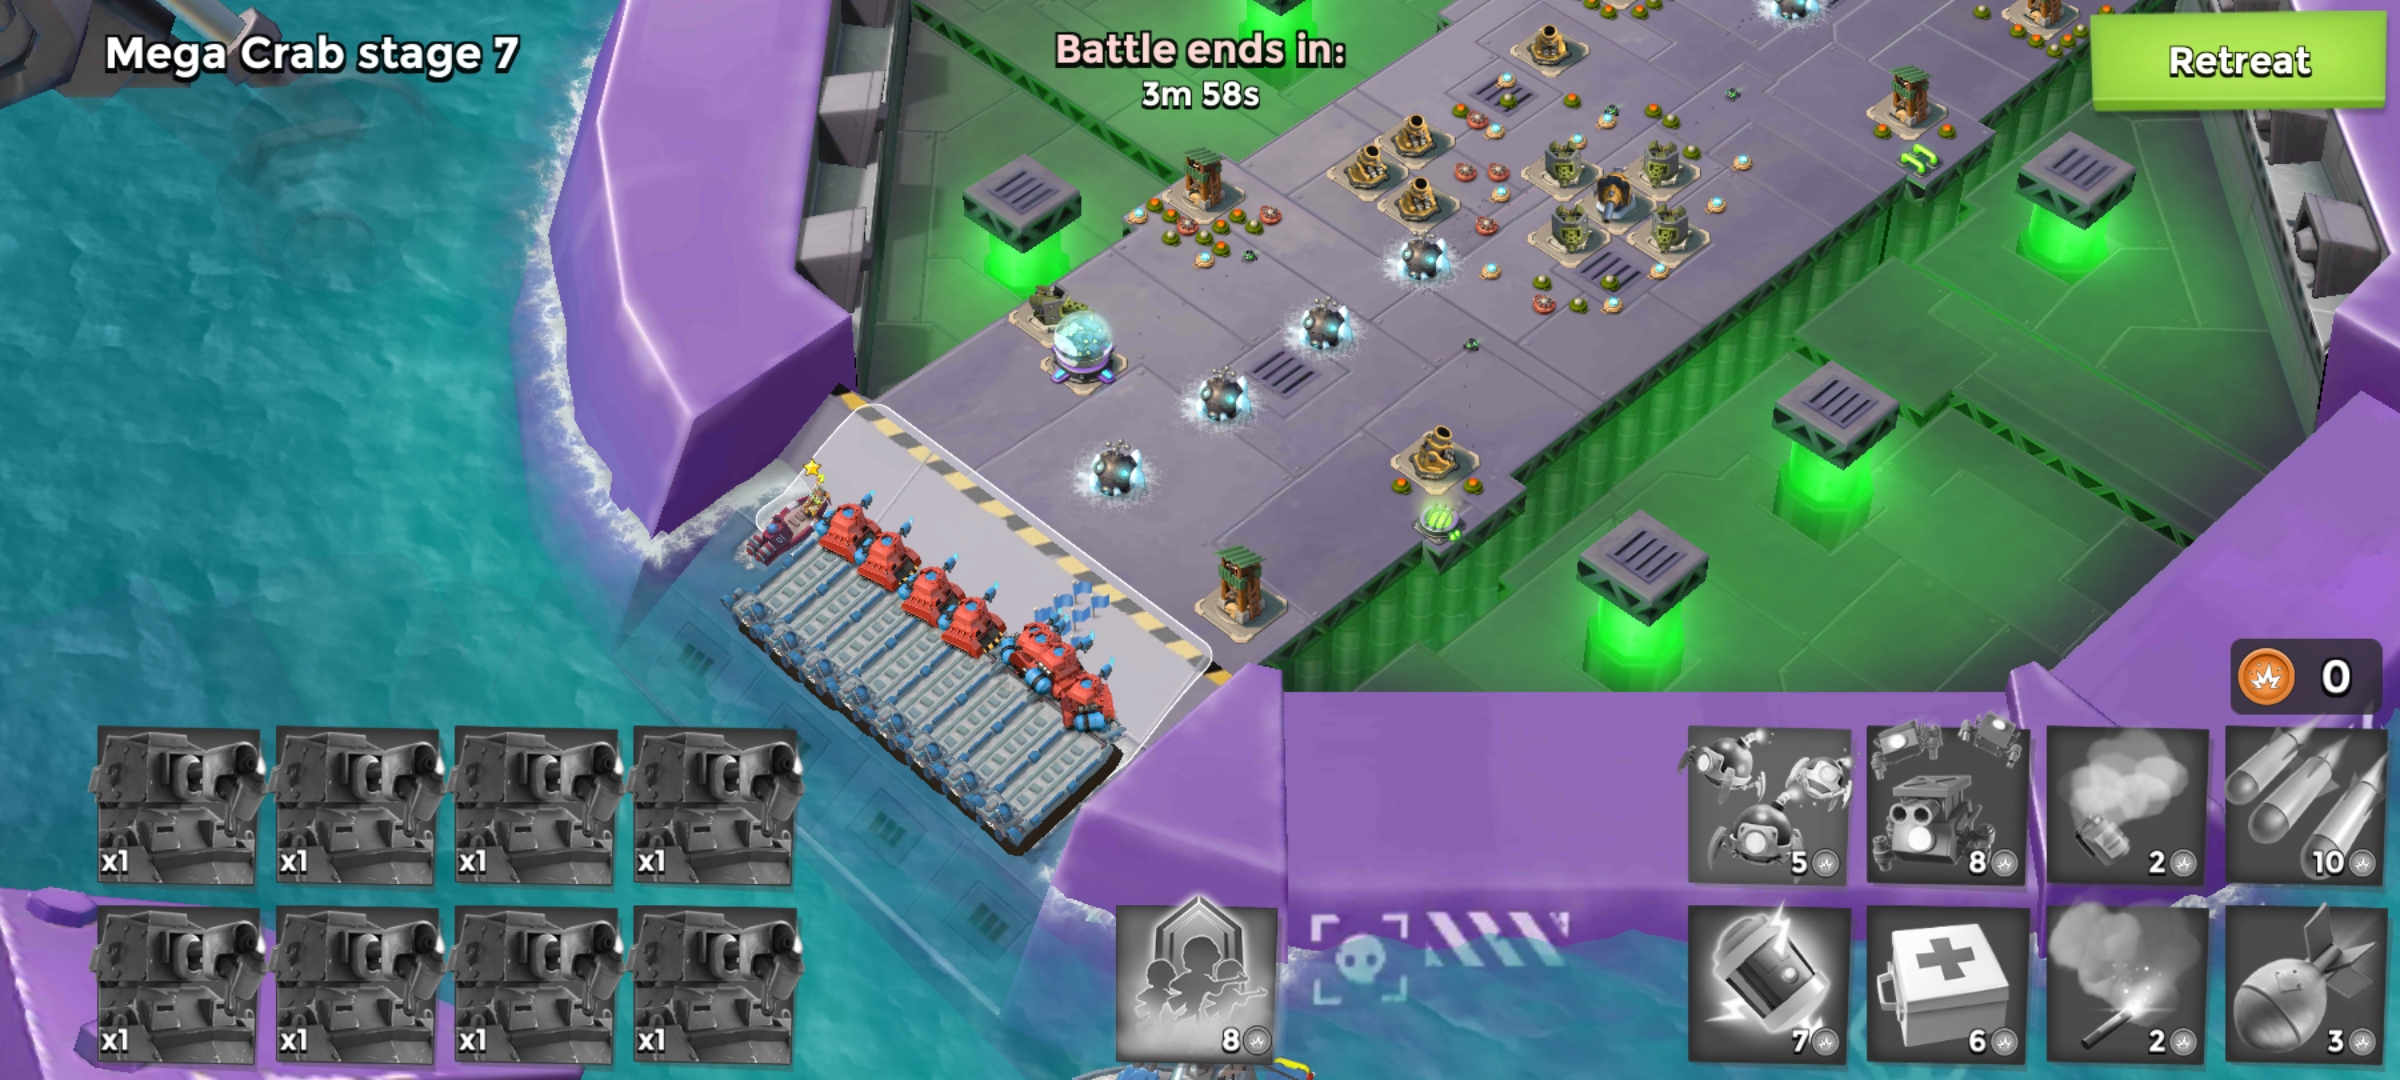 Mega Crab stage 7
Battle ends in:
3m 58s
Retreat
0
x1
x1
x1
x1
5
8
2
10
x1
x1
x1
x1
8
7
6
2
3